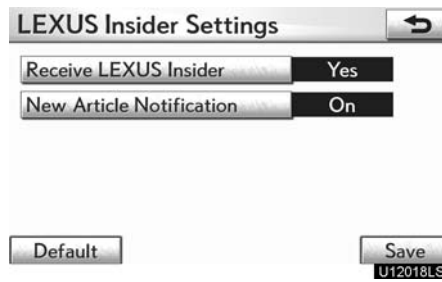 LEXUS Insider Settings
Receive LEXUS Insider Yes
New Article Notification On
Default Save
U12018LS